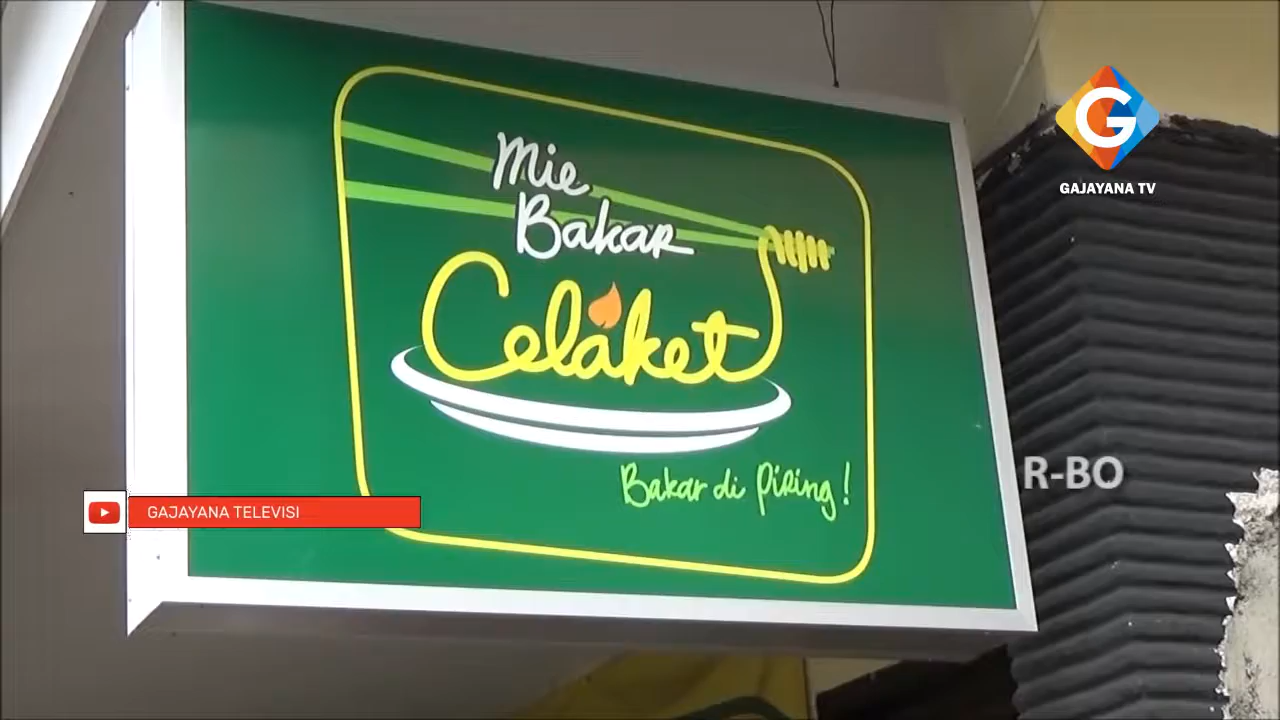 Mie
Bakar
Celaket
Bakar di Piring!
G
GAJAYANA TV
R-BO
GAJAYANA TELEVISI